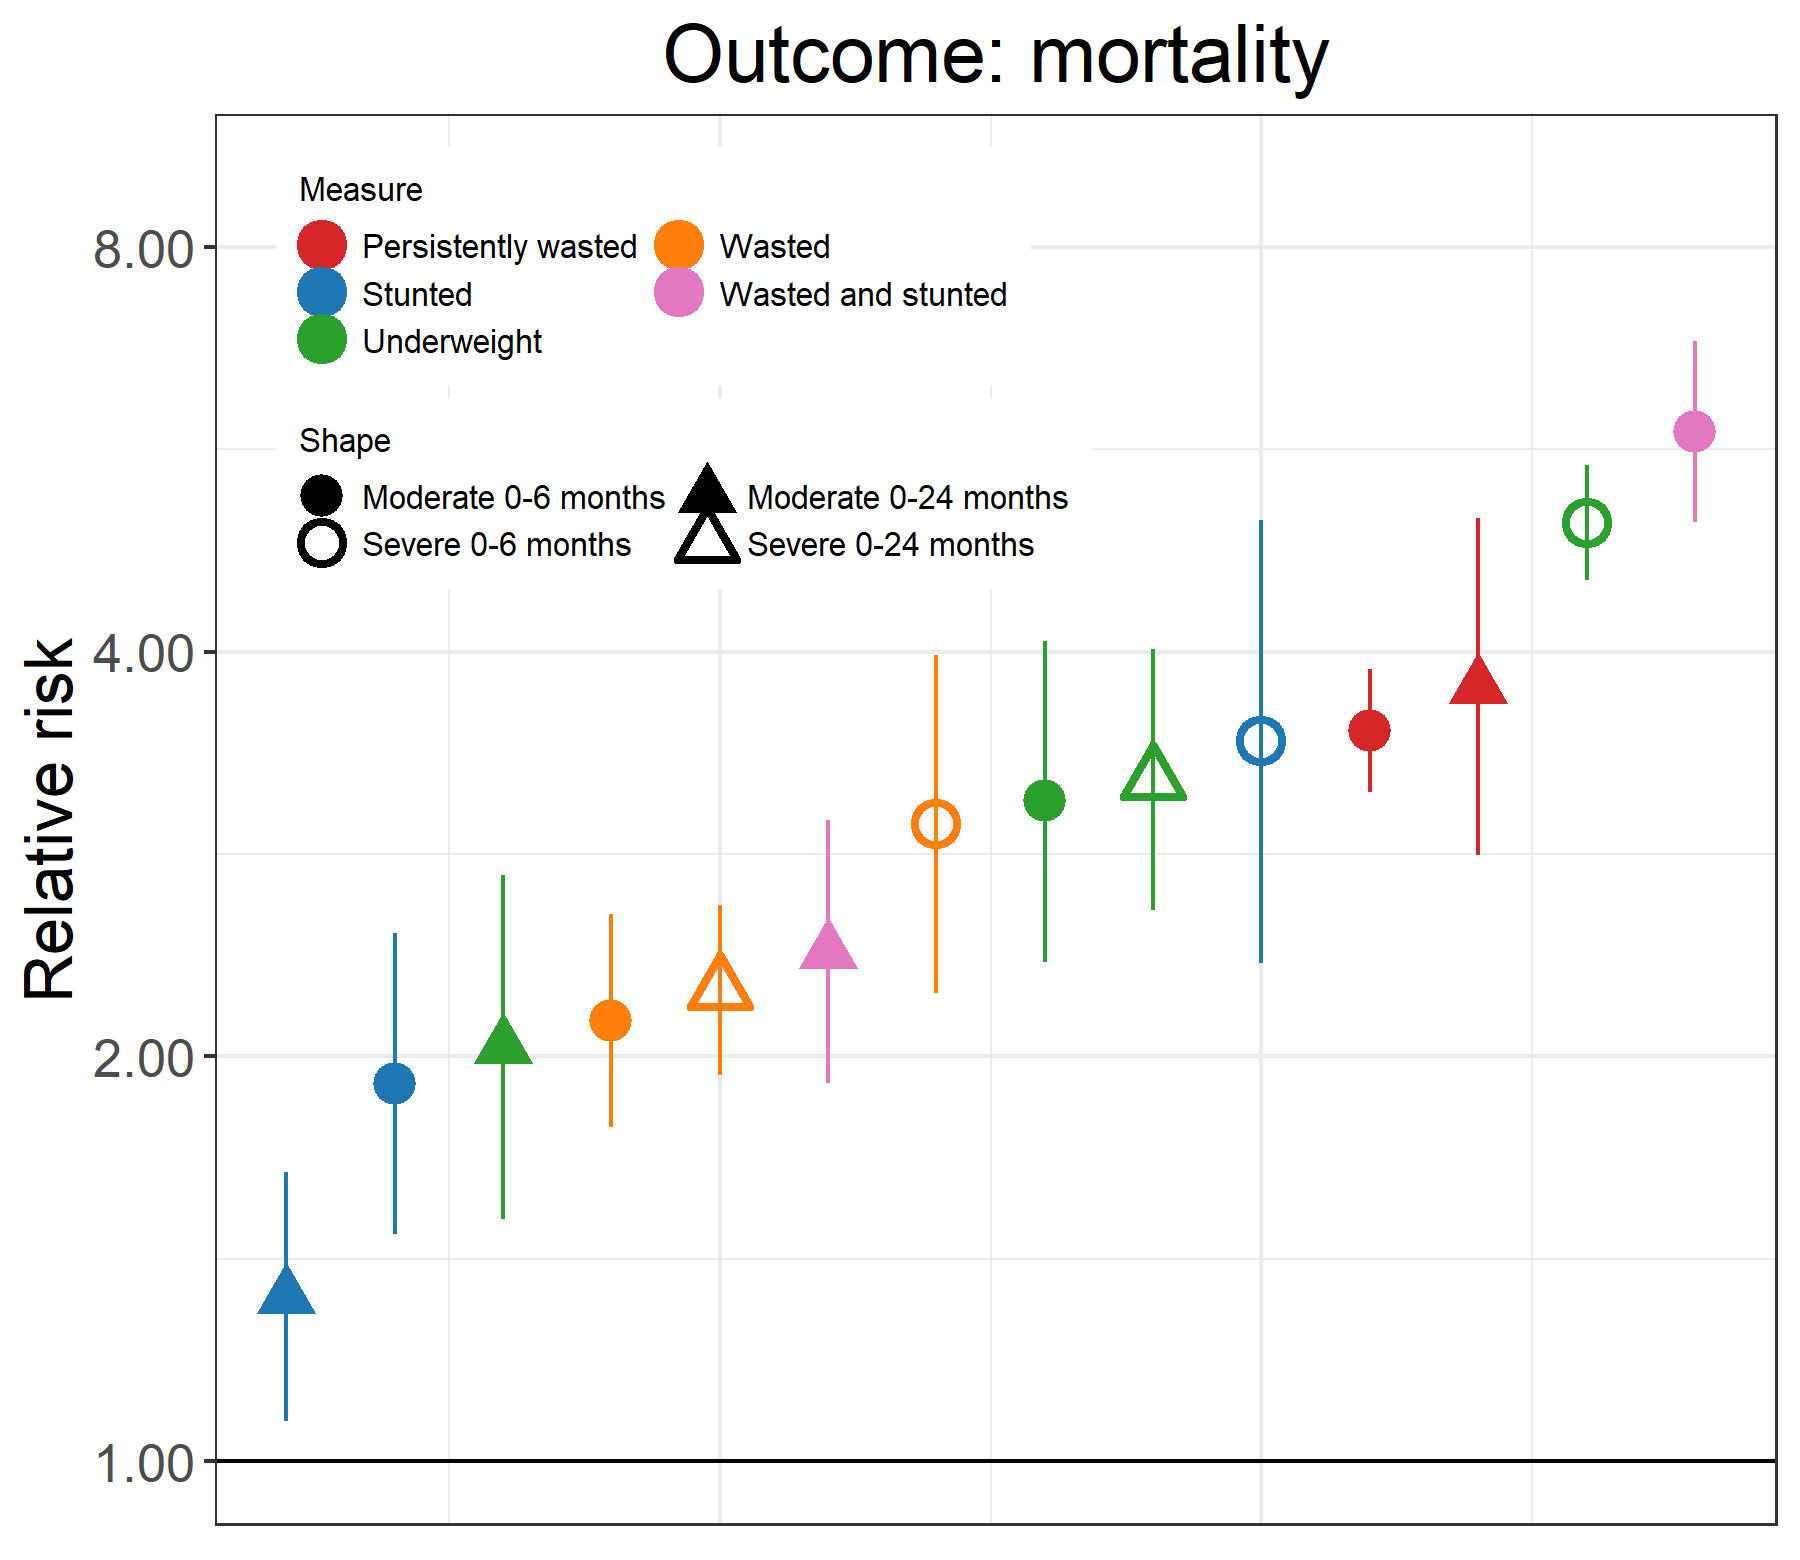 Outcome: mortality
Measure
Persistently wasted
Wasted
Stunted
Wasted and stunted
Underweight
Shape
Moderate 0-6 months
Moderate 0-24 months
Severe 0-6 months
Severe 0-24 months
8.00
4.00
2.00
1.00
Relative risk